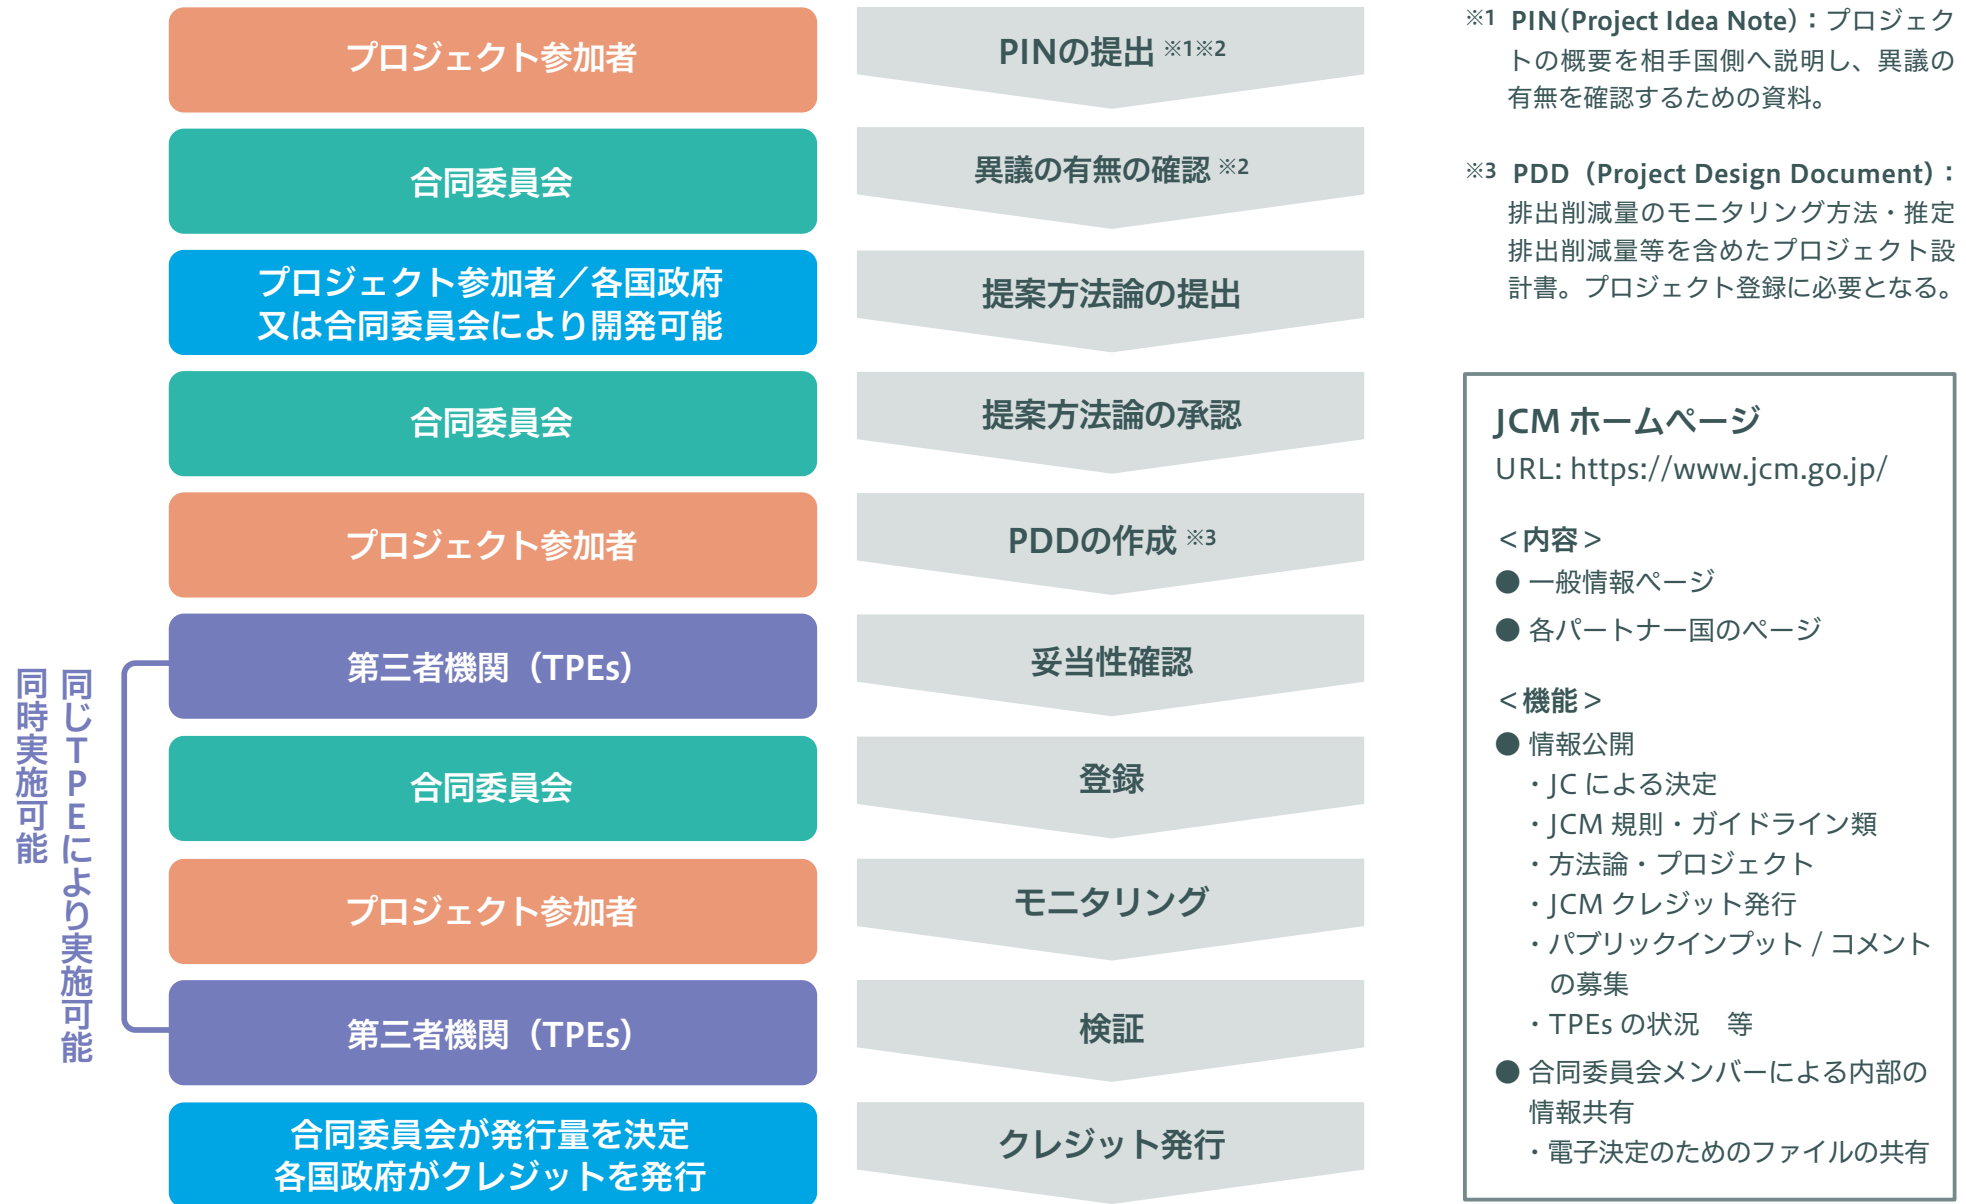 プロジェクト参加者
PINの提出 ※1※2
合同委員会
異議の有無の確認 ※2
プロジェクト参加者／各国政府
又は合同委員会により開発可能
提案方法論の提出
合同委員会
提案方法論の承認
プロジェクト参加者
PDDの作成 ※3
第三者機関（TPEs）
妥当性確認
合同委員会
登録
プロジェクト参加者
モニタリング
第三者機関（TPEs）
検証
合同委員会が発行量を決定
各国政府がクレジットを発行
クレジット発行
同じTPEにより実施可能
同時実施可能
※1 PIN（Project Idea Note）：プロジェク
トの概要を相手国側へ説明し、異議の
有無を確認するための資料。
※3 PDD（Project Design Document）：
排出削減量のモニタリング方法・推定
排出削減量等を含めたプロジェクト設
計書。プロジェクト登録に必要となる。
JCM ホームページ
URL: https://www.jcm.go.jp/
＜内容＞
● 一般情報ページ
● 各パートナー国のページ
＜機能＞
● 情報公開
・JC による決定
・JCM 規則・ガイドライン類
・方法論・プロジェクト
・JCM クレジット発行
・パブリックインプット / コメント
の募集
・TPEs の状況　等
● 合同委員会メンバーによる内部の
情報共有
・電子決定のためのファイルの共有